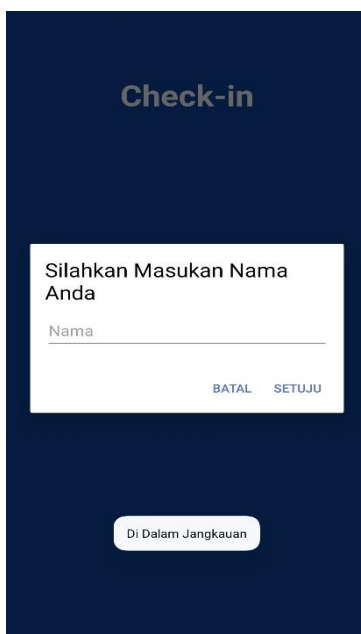 Check-in
Silahkan Masukan Nama
Anda
Nama
BATAL SETUJU
Di Dalam Jangkauan